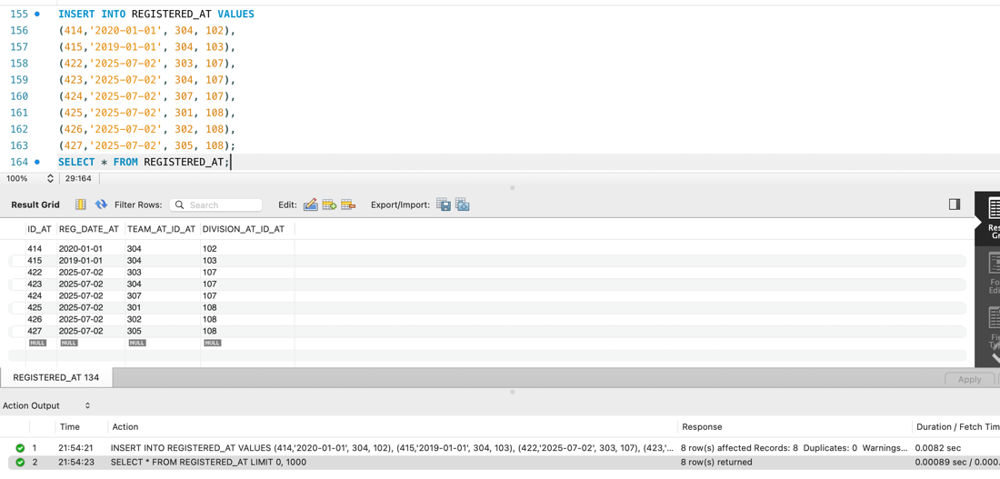 155 INSERT INTO REGISTERED_AT VALUES
156 (414,'2020-01-01', 304, 102),
157 (415,'2019-01-01', 304, 103),
158 (422,'2025-07-02', 303, 107),
159 (423,'2025-07-02', 304, 107),
160 (424,'2025-07-02', 307, 107),
161 (425,'2025-07-02', 301, 108),
162 (426,'2025-07-02', 302, 108),
163 (427,'2025-07-02', 305, 108);
164 SELECT * FROM REGISTERED_AT;
100% 29:164
Result Grid Filter Rows: Search Edit: Export/Import:
ID_AT REG_DATE_AT TEAM_AT_ID_AT DIVISION_AT_ID_AT
414 2020-01-01 304 102
415 2019-01-01 304 103
422 2025-07-02 303 107
423 2025-07-02 304 107
424 2025-07-02 307 107
425 2025-07-02 301 108
426 2025-07-02 302 108
427 2025-07-02 305 108
NULL NULL NULL NULL
REGISTERED_AT 134 Apply
Action Output
Time Action Response Duration / Fetch Tim
1 21:54:21 INSERT INTO REGISTERED_AT VALUES (414,'2020-01-01', 304, 102), (415,'2019-01-01', 304, 103), (422,'2025-07-02', 303, 107), (423,'... 8 row(s) affected Records: 8 Duplicates: 0 Warnings... 0.0082 sec
2 21:54:23 SELECT * FROM REGISTERED_AT LIMIT 0, 1000 8 row(s) returned 0.00089 sec / 0.000.